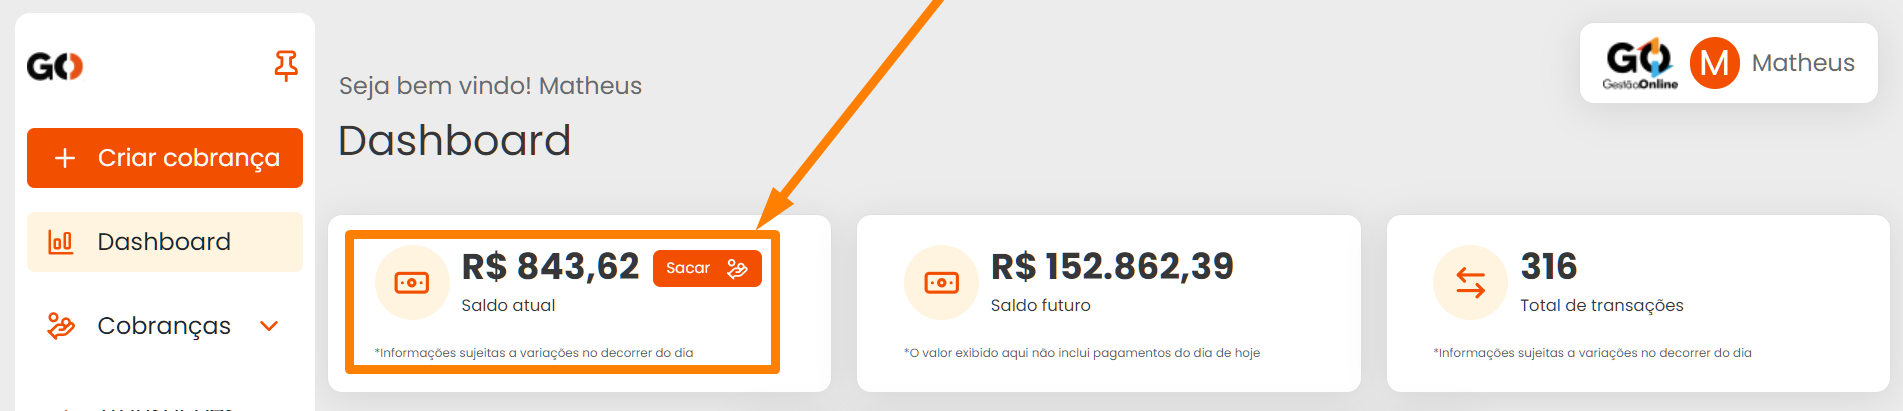 GO
Criar cobrança
Dashboard
Cobranças
Seja bem vindo! Matheus
Dashboard
GO
GestãoOnline
M
Matheus
R$ 843,62
Sacar
Saldo atual
*Informações sujeitas a variações no decorrer do dia
R$ 152.862,39
Saldo futuro
*O valor exibido aqui não inclui pagamentos do dia de hoje
316
Total de transações
*Informações sujeitas a variações no decorrer do dia